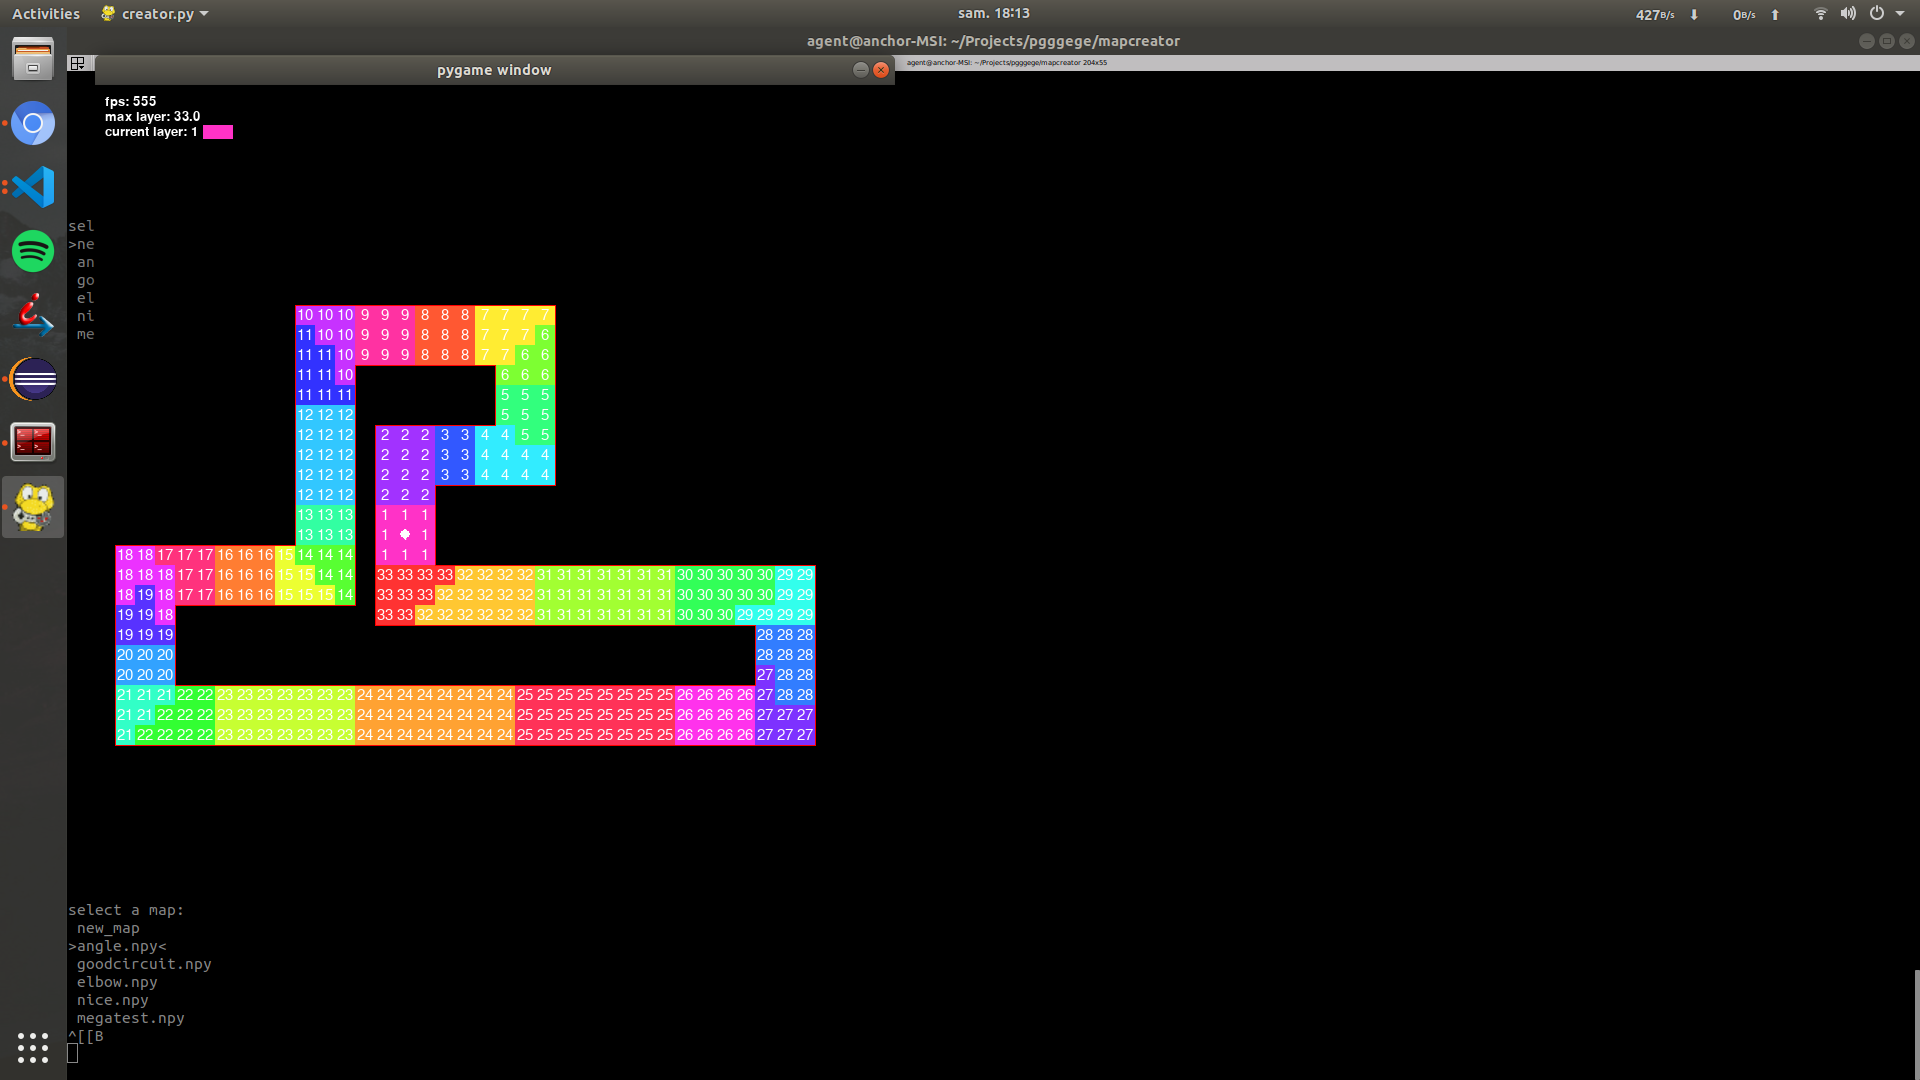 Activities creator.py sam. 18:13 427B/s 0B/s
agent@anchor-MSI: ~/Projects/pgggege/mapcreator
agent@anchor-MSI: ~/Projects/pgggege/mapcreator 204x55
pygame window
fps: 555
max layer: 33.0
current layer: 1
sel
>ne
an
go
el
ni
me
10 10 10 9 9 9 8 8 8 7 7 7 7
11 10 10 9 9 9 8 8 8 7 7 7 6
11 11 10 9 9 9 8 8 8 7 7 6 6
11 11 10 6 6 6
11 11 11 5 5 5
12 12 12 5 5 5
12 12 12 2 2 2 3 3 4 4 5 5
12 12 12 2 2 2 3 3 4 4 4 4
12 12 12 2 2 2 3 3 4 4 4 4
12 12 12 2 2 2
13 13 13 1 1 1
13 13 13 1 1
18 18 17 17 17 16 16 16 15 14 14 14 1 1 1
18 18 18 17 17 16 16 16 15 15 14 14 33 33 33 33 32 32 32 32 31 31 31 31 31 31 31 30 30 30 30 30 29 29
18 19 18 17 17 16 16 16 15 15 15 14 33 33 33 32 32 32 32 32 31 31 31 31 31 31 31 30 30 30 30 30 29 29
19 19 18 33 33 32 32 32 32 32 32 31 31 31 31 31 31 31 30 30 30 29 29 29 29
19 19 19 28 28 28
20 20 20 28 28 28
20 20 20 27 28 28
21 21 21 22 22 23 23 23 23 23 23 23 24 24 24 24 24 24 24 24 25 25 25 25 25 25 25 25 26 26 26 26 27 28 28
21 21 22 22 22 23 23 23 23 23 23 23 24 24 24 24 24 24 24 24 25 25 25 25 25 25 25 25 26 26 26 26 27 27 27
21 22 22 22 22 23 23 23 23 23 23 23 24 24 24 24 24 24 24 24 25 25 25 25 25 25 25 25 26 26 26 26 27 27 27
select a map:
new_map
>angle.npy<
goodcircuit.npy
elbow.npy
nice.npy
megatest.npy
^[[B